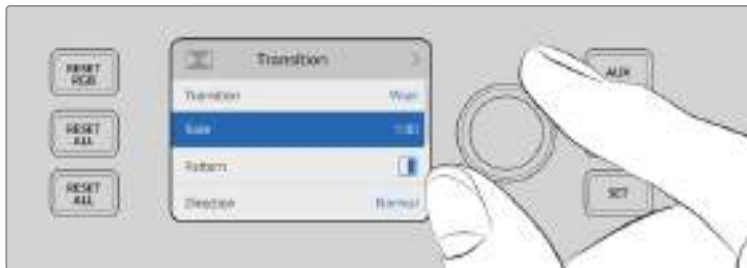 RESET
RGB
RESET
ALL
RESET
ALL
Transition
Transition Wipe
Rate 1:00
Pattern
Direction Normal
AUX
SET